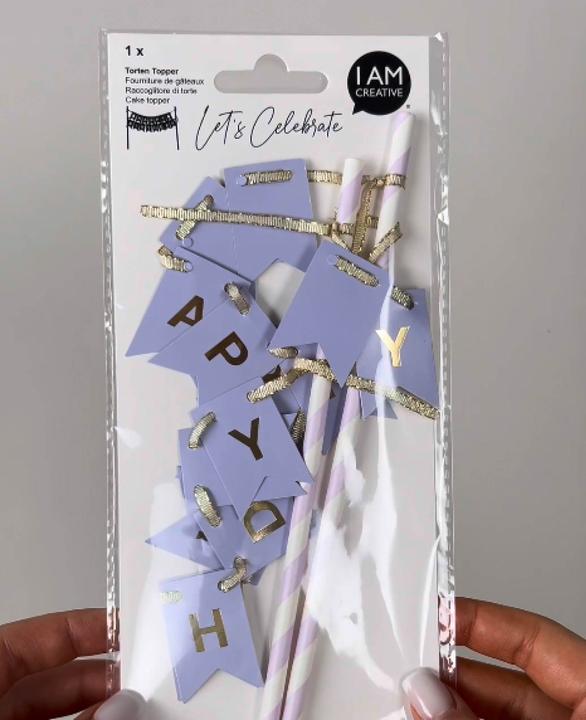 1 x
Torten Topper
Fourniture de gâteaux
Raccoglitore di torte
Cake topper
I AM
CREATIVE
Let's Celebrate
A
P
Y
Y
D
H